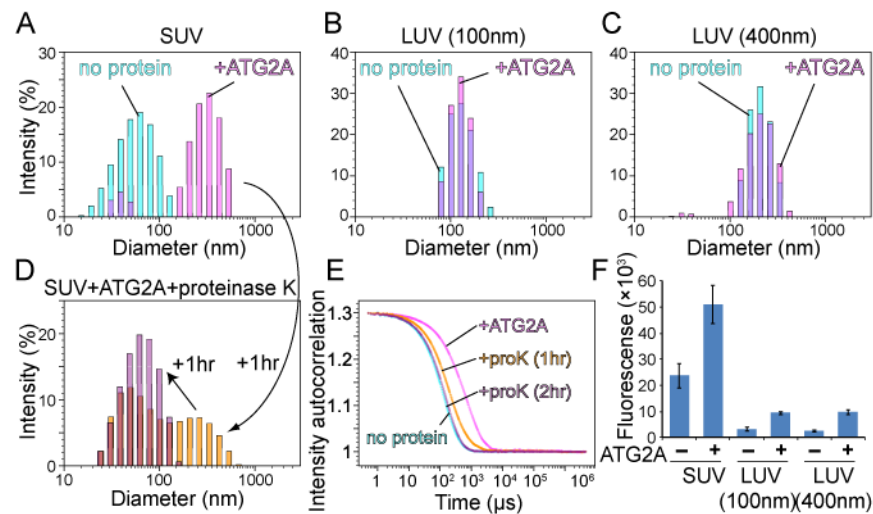 A
SUV
no protein
+ATG2A
Intensity (%)
30
20
10
0
10
100
1000
Diameter (nm)
B
LUV (100nm)
+ATG2A
no protein
40
30
20
10
0
10
100
1000
Diameter (nm)
C
LUV (400nm)
no protein
+ATG2A
40
30
20
10
0
10
100
1000
Diameter (nm)
D
SUV+ATG2A+proteinase K
+1hr
+1hr
Intensity (%)
30
20
10
0
10
100
1000
Diameter (nm)
E
+ATG2A
+proK (1hr)
+proK (2hr)
no protein
Intensity autocorrelation
1.3
1.2
1.1
1
1
10²
10³
10⁴
10⁵
10⁶
Time (µs)
F
Fluorescense (×10³)
60
50
40
30
20
10
0
ATG2A
− + − + − +
SUV LUV LUV
(100nm)(400nm)